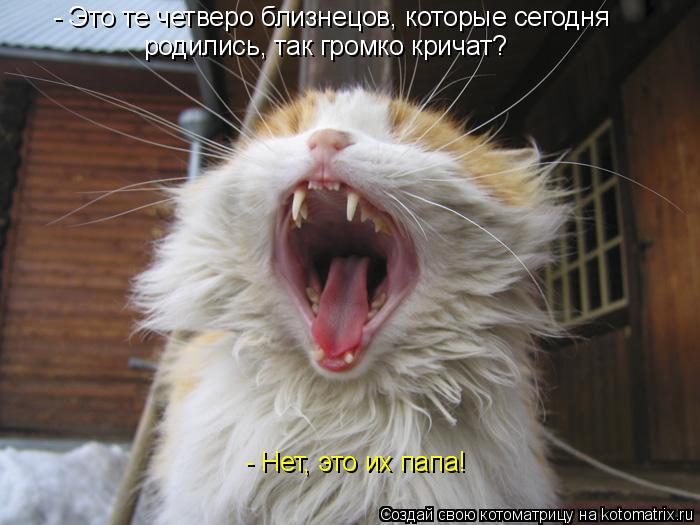 - Это те четверо близнецов, которые сегодня
родились, так громко кричат?
- Нет, это их папа!
Создай свою котоматрицу на kotomatrix.ru